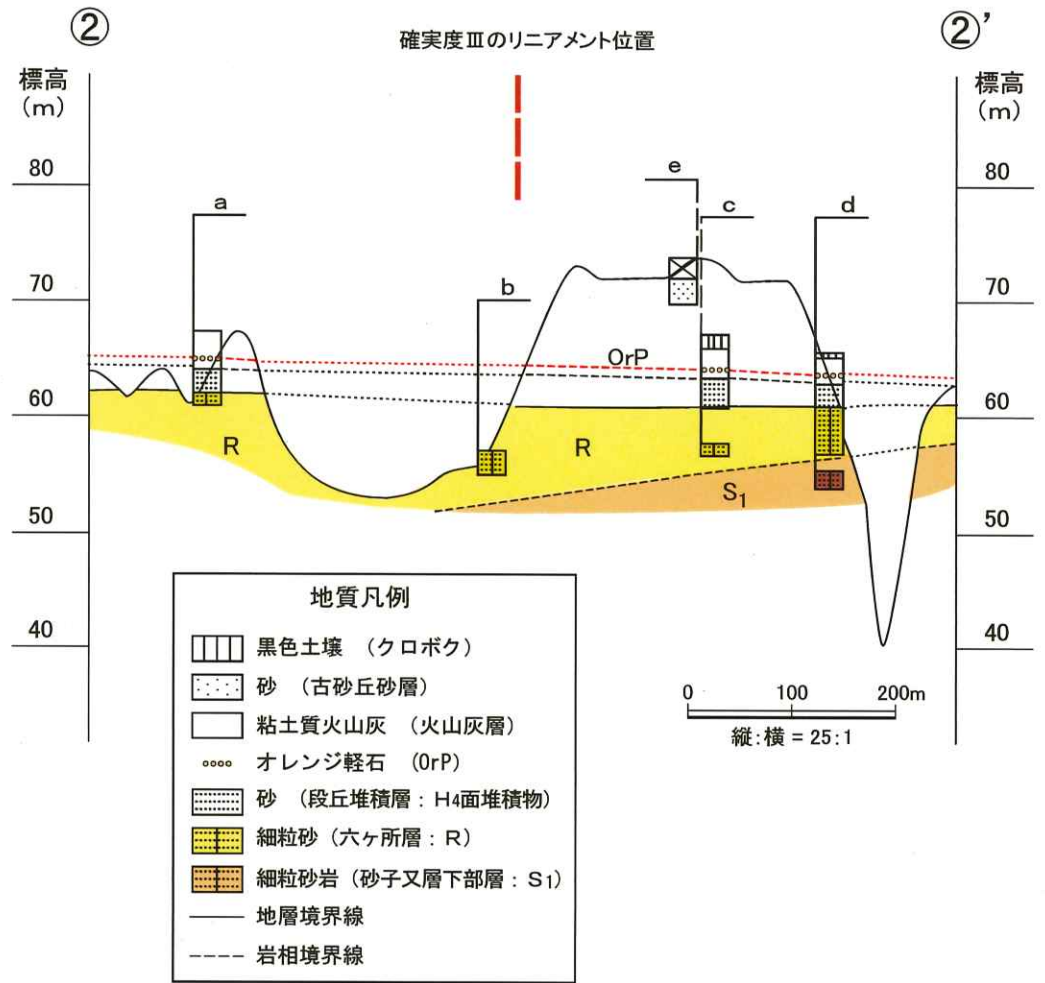 ② ②’
確実度Ⅲのリニアメント位置
標高
(m)
標高
(m)
80
70
60
50
40
80
70
60
50
40
a
b
e
c
d
OrP
R
R
S1
地質凡例
黒色土壌 (クロボク)
砂 (古砂丘砂層)
粘土質火山灰 (火山灰層)
オレンジ軽石 (OrP)
砂 (段丘堆積層:H4面堆積物)
細粒砂(六ヶ所層:R)
細粒砂岩(砂子又層下部層:S1)
地層境界線
岩相境界線
0 100 200m
縦:横=25:1